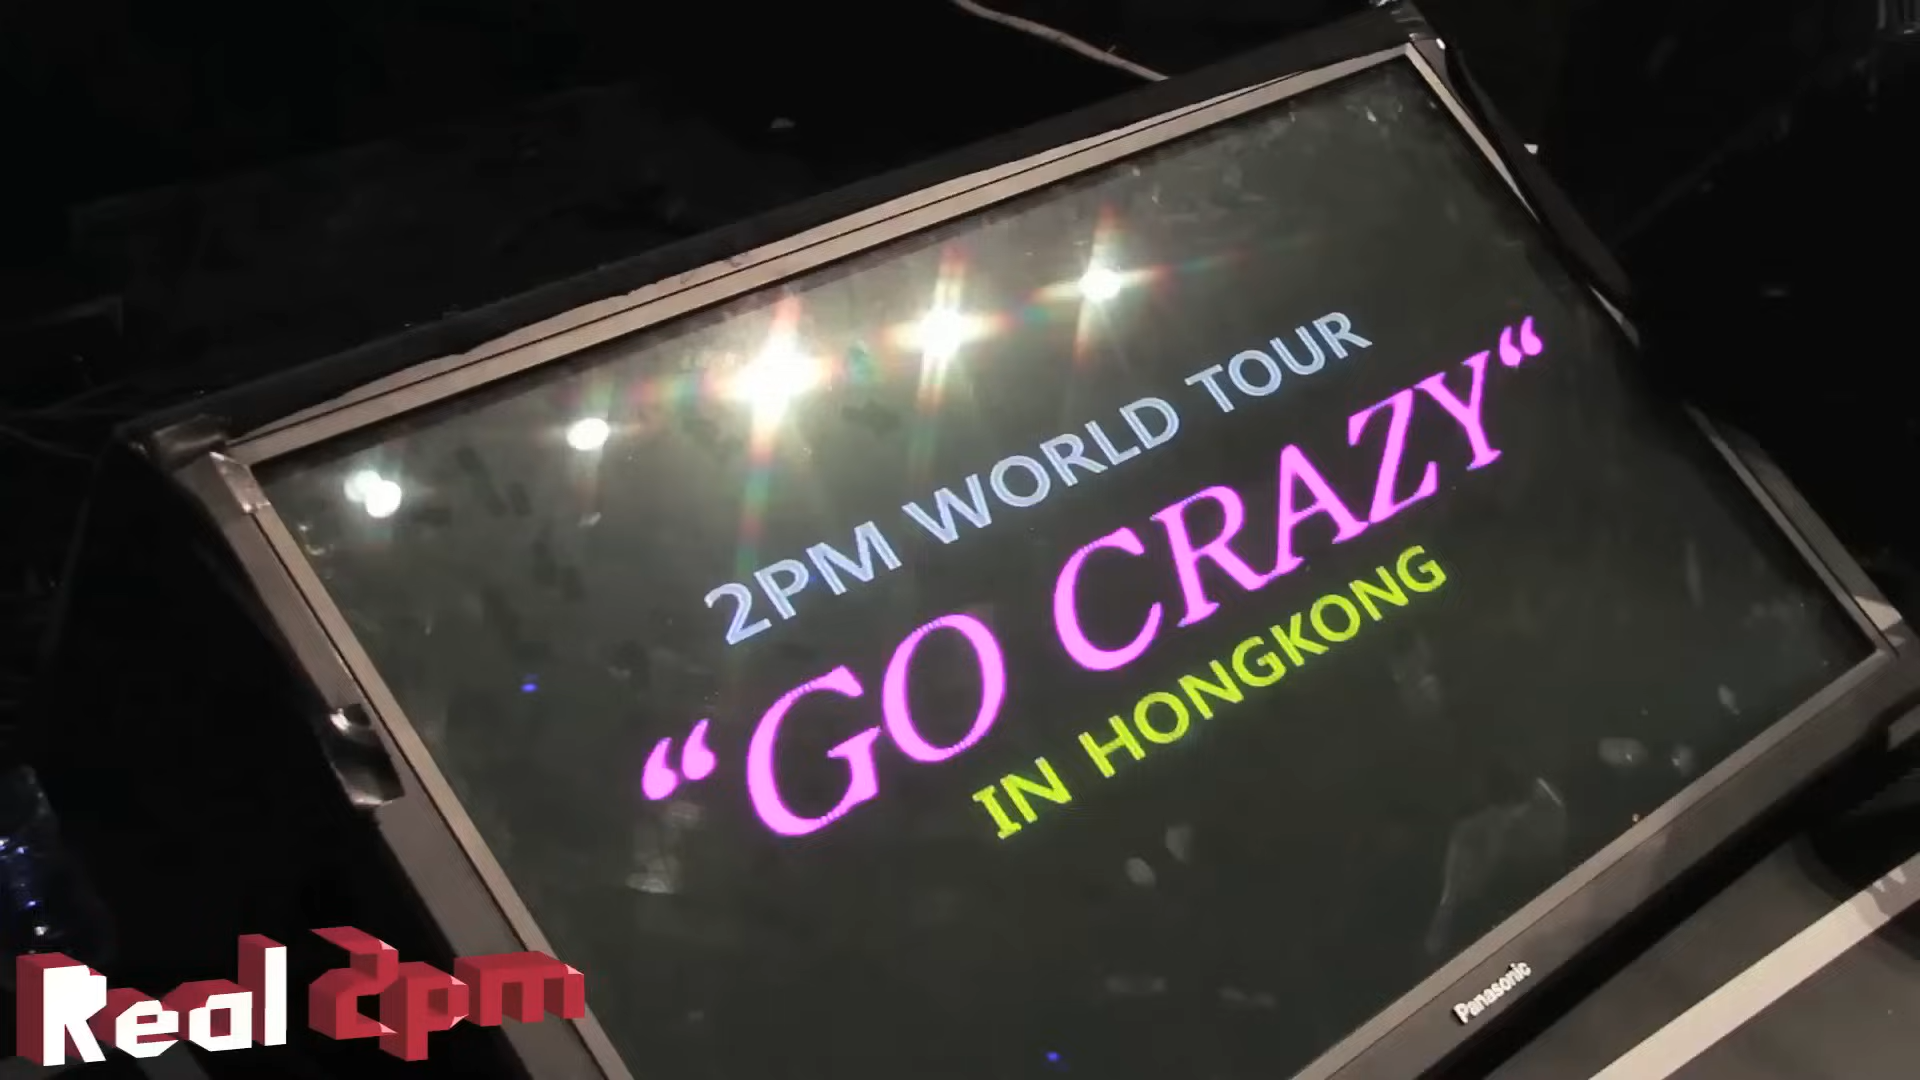 2PM WORLD TOUR
“GO CRAZY“
IN HONGKONG
Panasonic
Real 2pm